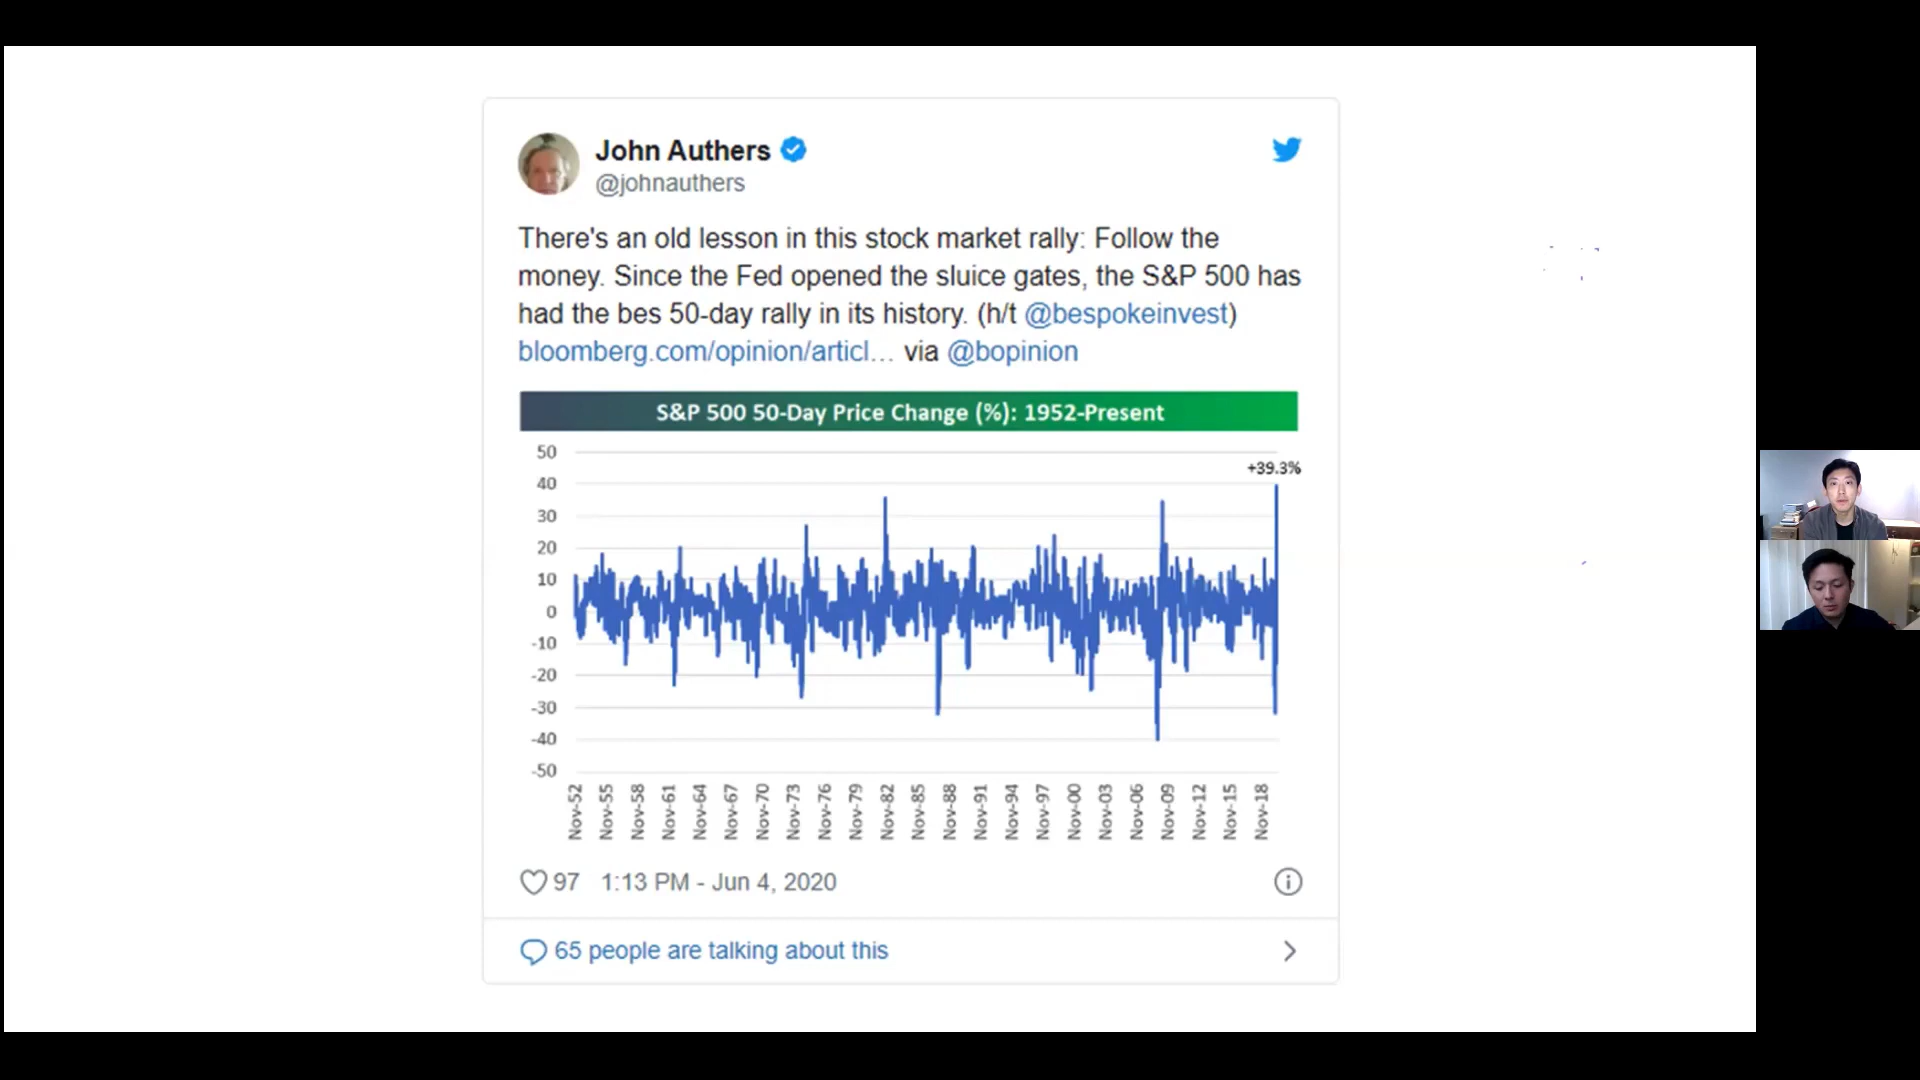 John Authers
@johnauthers
There's an old lesson in this stock market rally: Follow the
money. Since the Fed opened the sluice gates, the S&P 500 has
had the bes 50-day rally in its history. (h/t @bespokeinvest)
bloomberg.com/opinion/articl… via @bopinion
S&P 500 50-Day Price Change (%): 1952-Present
+39.3%
50
40
30
20
10
0
-10
-20
-30
-40
-50
Nov-52
Nov-55
Nov-58
Nov-61
Nov-64
Nov-67
Nov-70
Nov-73
Nov-76
Nov-79
Nov-82
Nov-85
Nov-88
Nov-91
Nov-94
Nov-97
Nov-00
Nov-03
Nov-06
Nov-09
Nov-12
Nov-15
Nov-18
97 1:13 PM - Jun 4, 2020
65 people are talking about this